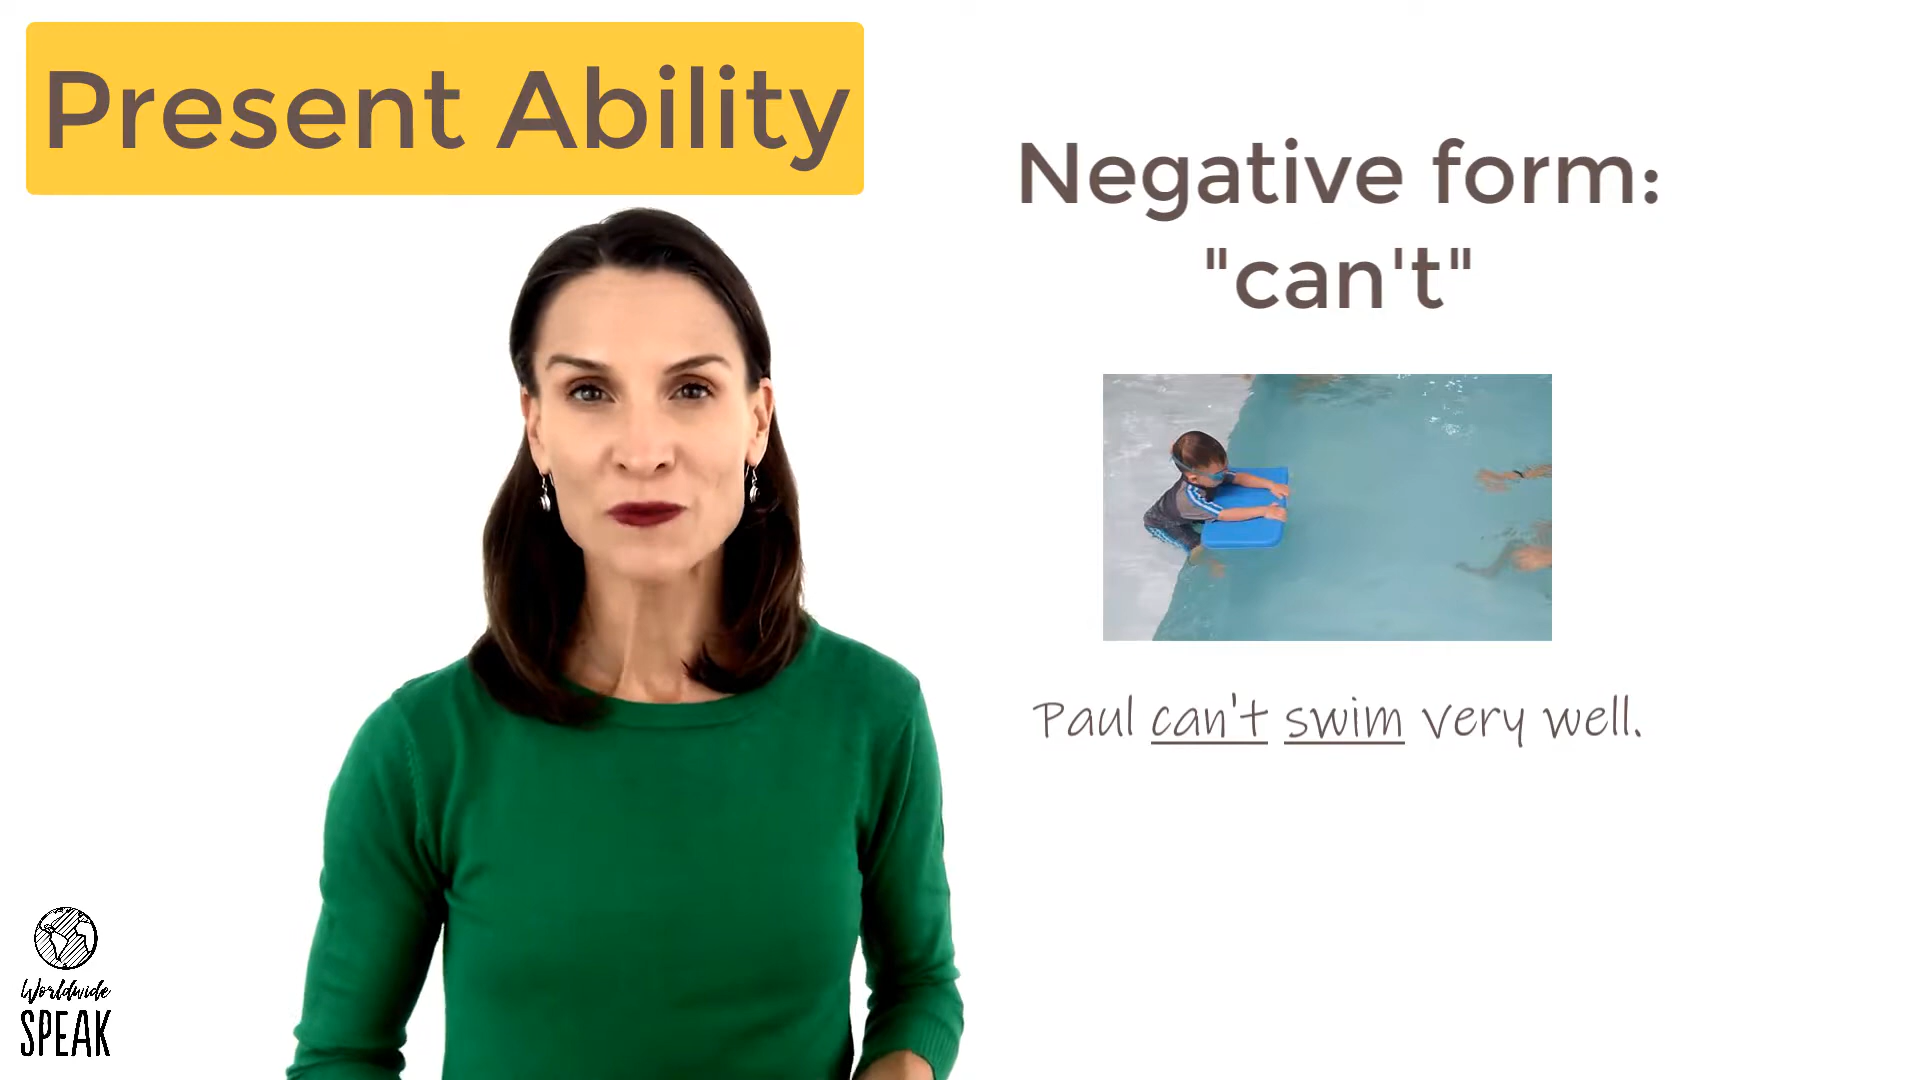 Present Ability
Negative form:
"can't"
Paul can't swim very well.
Worldwide
SPEAK